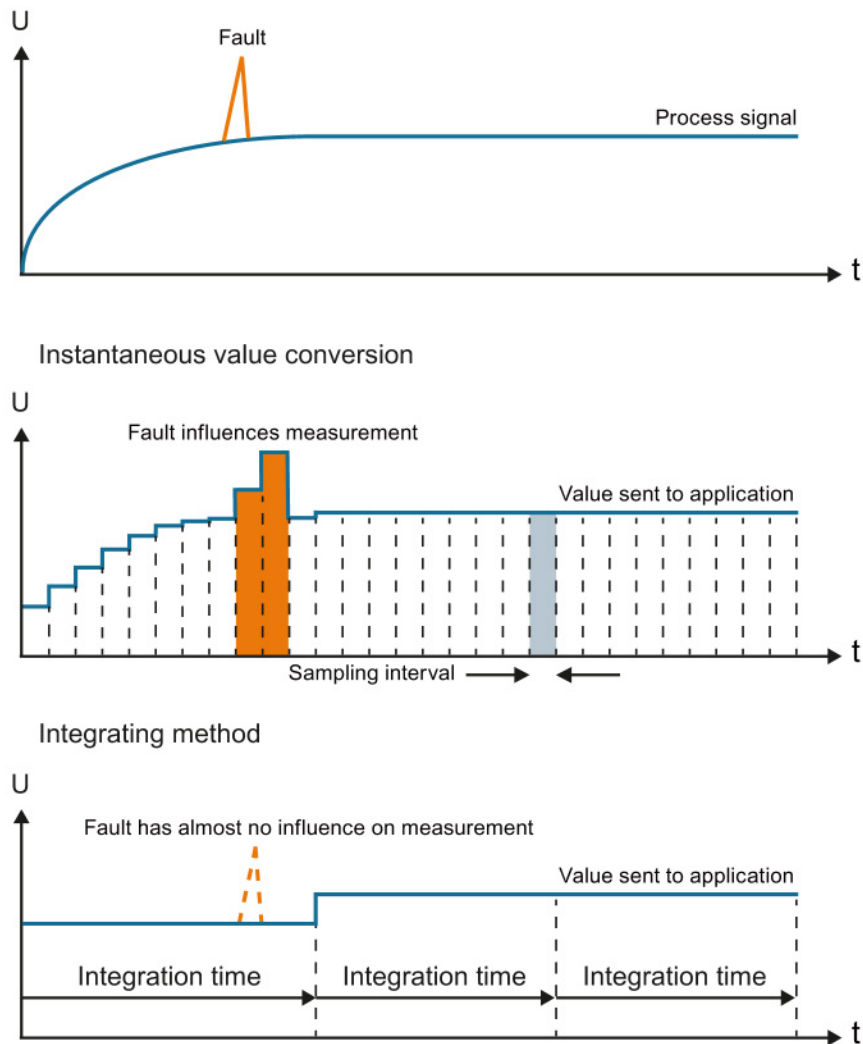 U
Fault
Process signal
t
Instantaneous value conversion
U
Fault influences measurement
Value sent to application
t
Sampling interval
Integrating method
U
Fault has almost no influence on measurement
Value sent to application
Integration time
Integration time
Integration time
t